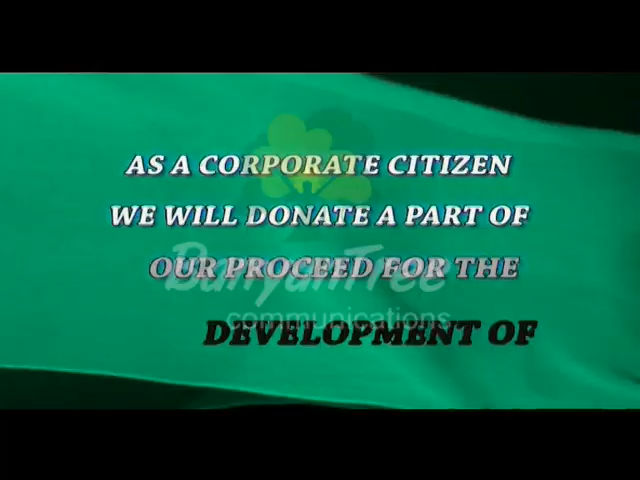 AS A CORPORATE CITIZEN
WE WILL DONATE A PART OF
OUR PROCEED FOR THE
BanyanTree
communications
DEVELOPMENT OF